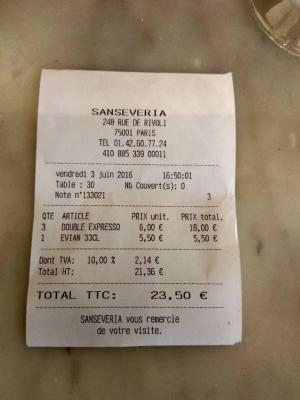 SANSEVERIA
248 RUE DE RIVOLI
75001 PARIS
TEL 01.42.60.77.24
410 885 339 00011
vendredi 3 juin 2016 16:50:01
Table : 30 Nb Couvert(s): 0
Note n°133021 3
QTE ARTICLE PRIX unit. PRIX total.
3 DOUBLE EXPRESSO 6,00 € 18,00 €
1 EVIAN 33CL 5,50 € 5,50 €
Dont TVA: 10,00 % 2,14 €
Total HT: 21,36 €
TOTAL TTC: 23,50 €
SANSEVERIA vous remercie
de votre visite.